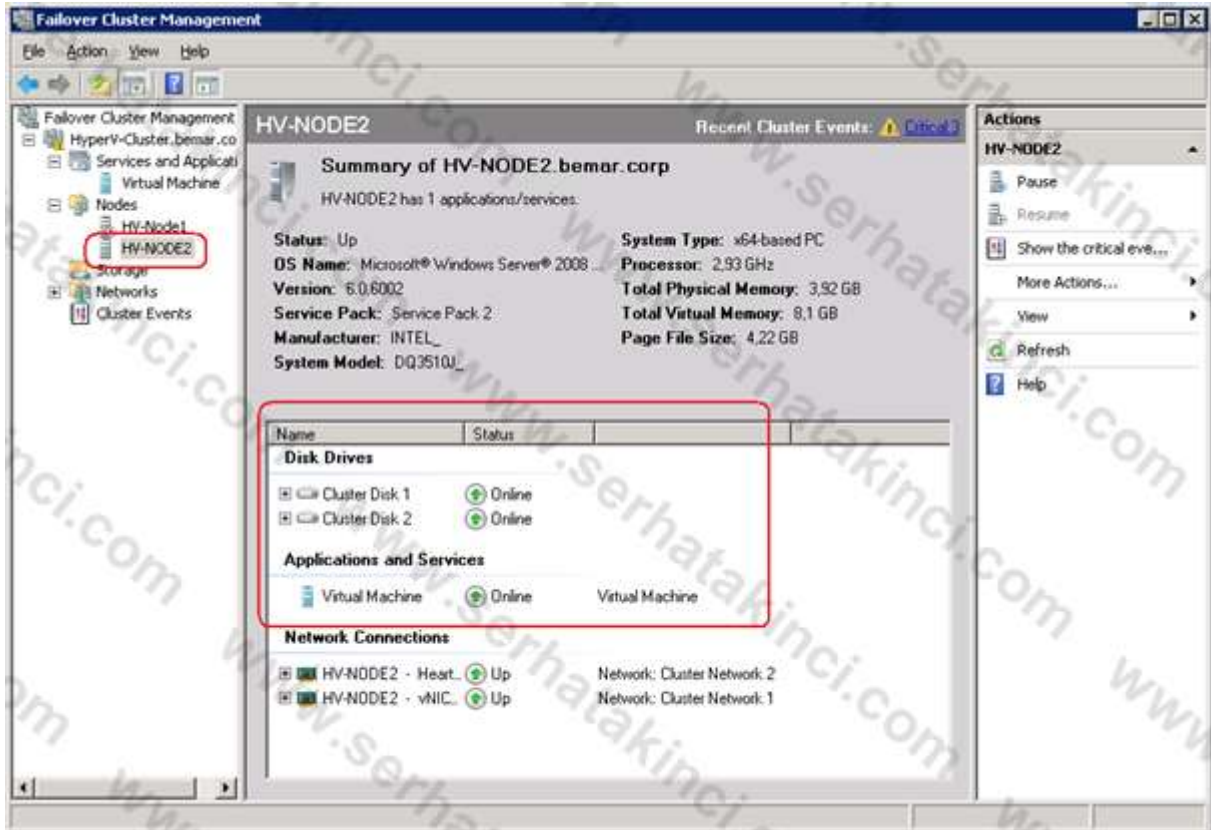 Failover Cluster Management
File Action View Help
Failover Cluster Management
HyperV-Cluster.bemar.co
Services and Applicati
Virtual Machine
Nodes
HV-Node1
HV-NODE2
Storage
Networks
Cluster Events
HV-NODE2
Recent Cluster Events: Critical 3
Summary of HV-NODE2.bemar.corp
HV-NODE2 has 1 applications/services.
Status: Up
OS Name: Microsoft® Windows Server® 2008 ...
Version: 6.0.6002
Service Pack: Service Pack 2
Manufacturer: INTEL_
System Model: DQ3510J_
System Type: x64-based PC
Processor: 2,93 GHz
Total Physical Memory: 3,92 GB
Total Virtual Memory: 8,1 GB
Page File Size: 4,22 GB
Name Status
Disk Drives
Cluster Disk 1 Online
Cluster Disk 2 Online
Applications and Services
Virtual Machine Online Virtual Machine
Network Connections
HV-NODE2 - Heart... Up Network: Cluster Network 2
HV-NODE2 - vNIC... Up Network: Cluster Network 1
Actions
HV-NODE2
Pause
Resume
Show the critical eve...
More Actions...
View
Refresh
Help
www.serhatakinci.com